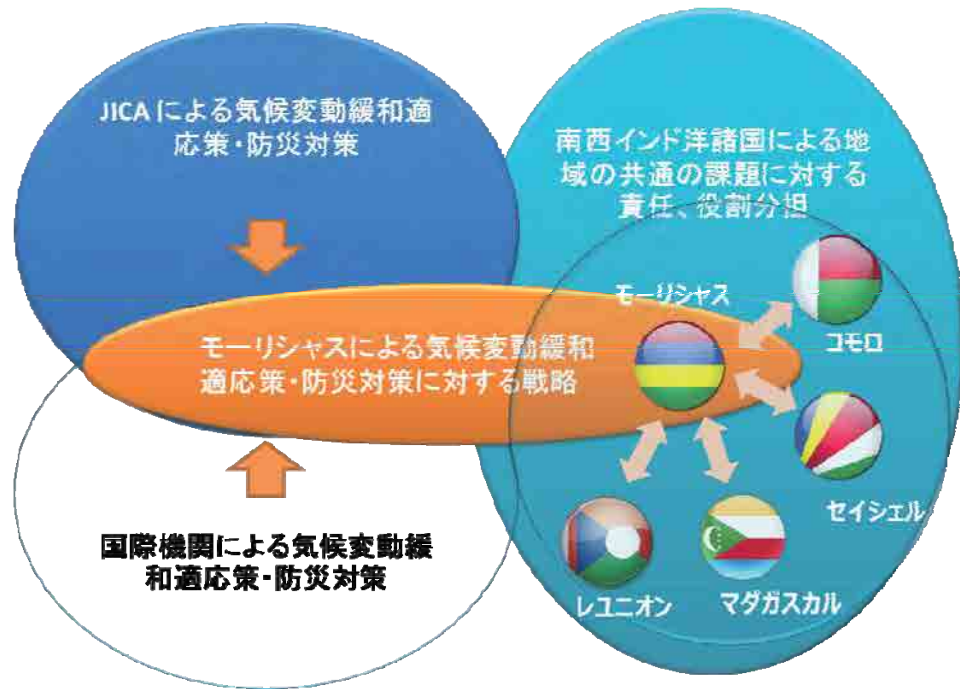 JICA による気候変動緩和適
応策・防災対策
南西インド洋諸国による地
域の共通の課題に対する
責任、役割分担
モーリシャス
コモロ
モーリシャスによる気候変動緩和
適応策・防災対策に対する戦略
セイシェル
国際機関による気候変動緩
和適応策・防災対策
レユニオン
マダガスカル